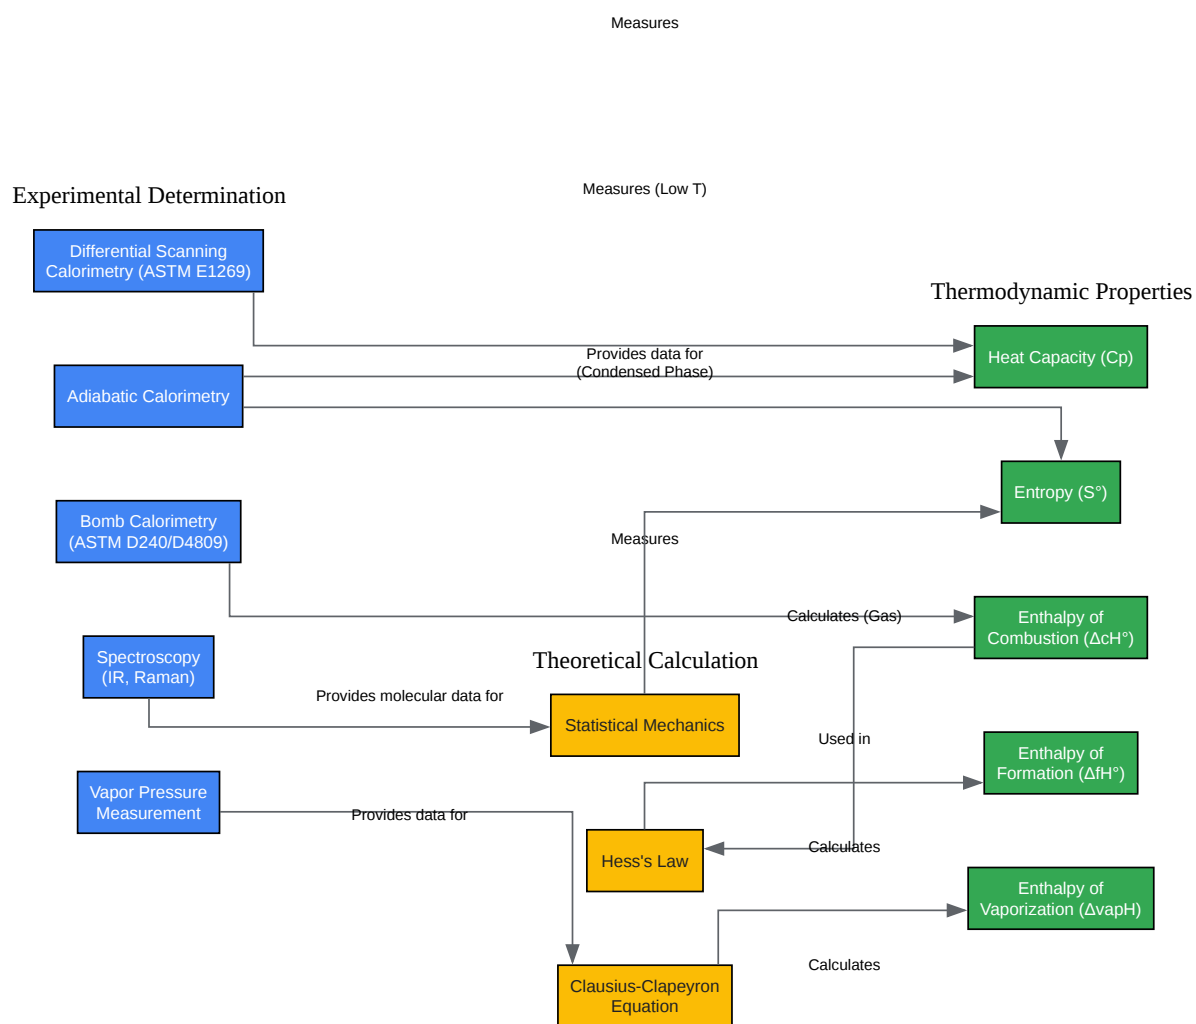 Measures
Measures (Low T)
Experimental Determination
Differential Scanning
Calorimetry (ASTM E1269)
Thermodynamic Properties
Heat Capacity (Cp)
Provides data for
(Condensed Phase)
Adiabatic Calorimetry
Entropy (S°)
Bomb Calorimetry
(ASTM D240/D4809)
Measures
Calculates (Gas)
Enthalpy of
Combustion (ΔcH°)
Spectroscopy
(IR, Raman)
Theoretical Calculation
Provides molecular data for
Statistical Mechanics
Used in
Enthalpy of
Formation (ΔfH°)
Vapor Pressure
Measurement
Provides data for
Hess's Law
Calculates
Enthalpy of
Vaporization (ΔvapH)
Calculates
Clausius-Clapeyron
Equation